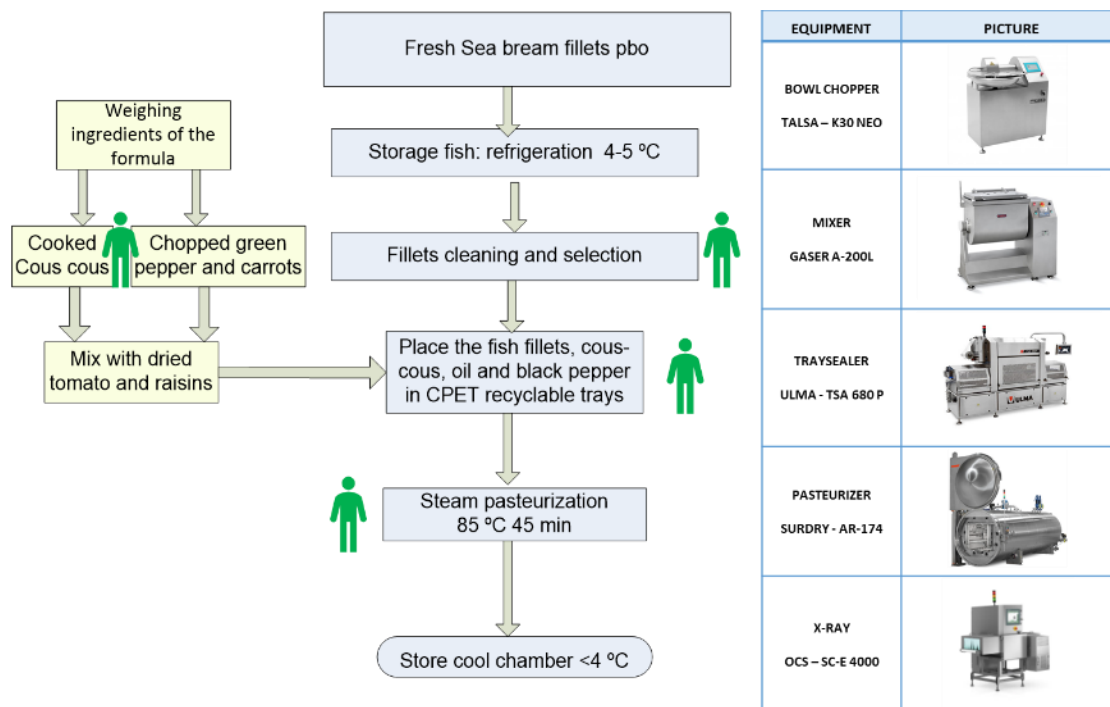 Fresh Sea bream fillets pbo
Storage fish: refrigeration 4-5 ºC
Fillets cleaning and selection
Weighing
ingredients of the
formula
Cooked
Cous cous
Chopped green
pepper and carrots
Mix with dried
tomato and raisins
Place the fish fillets, cous-
cous, oil and black pepper
in CPET recyclable trays
Steam pasteurization
85 ºC 45 min
Store cool chamber <4 ºC
EQUIPMENT
PICTURE
BOWL CHOPPER
TALSA – K30 NEO
MIXER
GASER A-200L
TRAYSEALER
ULMA - TSA 680 P
ULMA
PASTEURIZER
SURDRY - AR-174
X-RAY
OCS – SC-E 4000